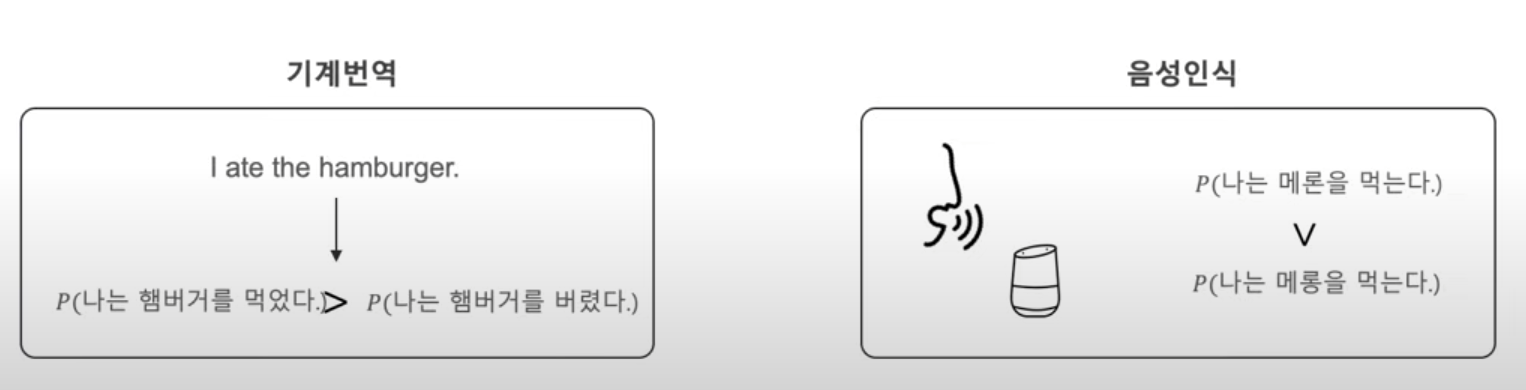 기계번역
I ate the hamburger.
P(나는 햄버거를 먹었다.) > P(나는 햄버거를 버렸다.)
음성인식
P(나는 메론을 먹는다.)
>
P(나는 메롱을 먹는다.)